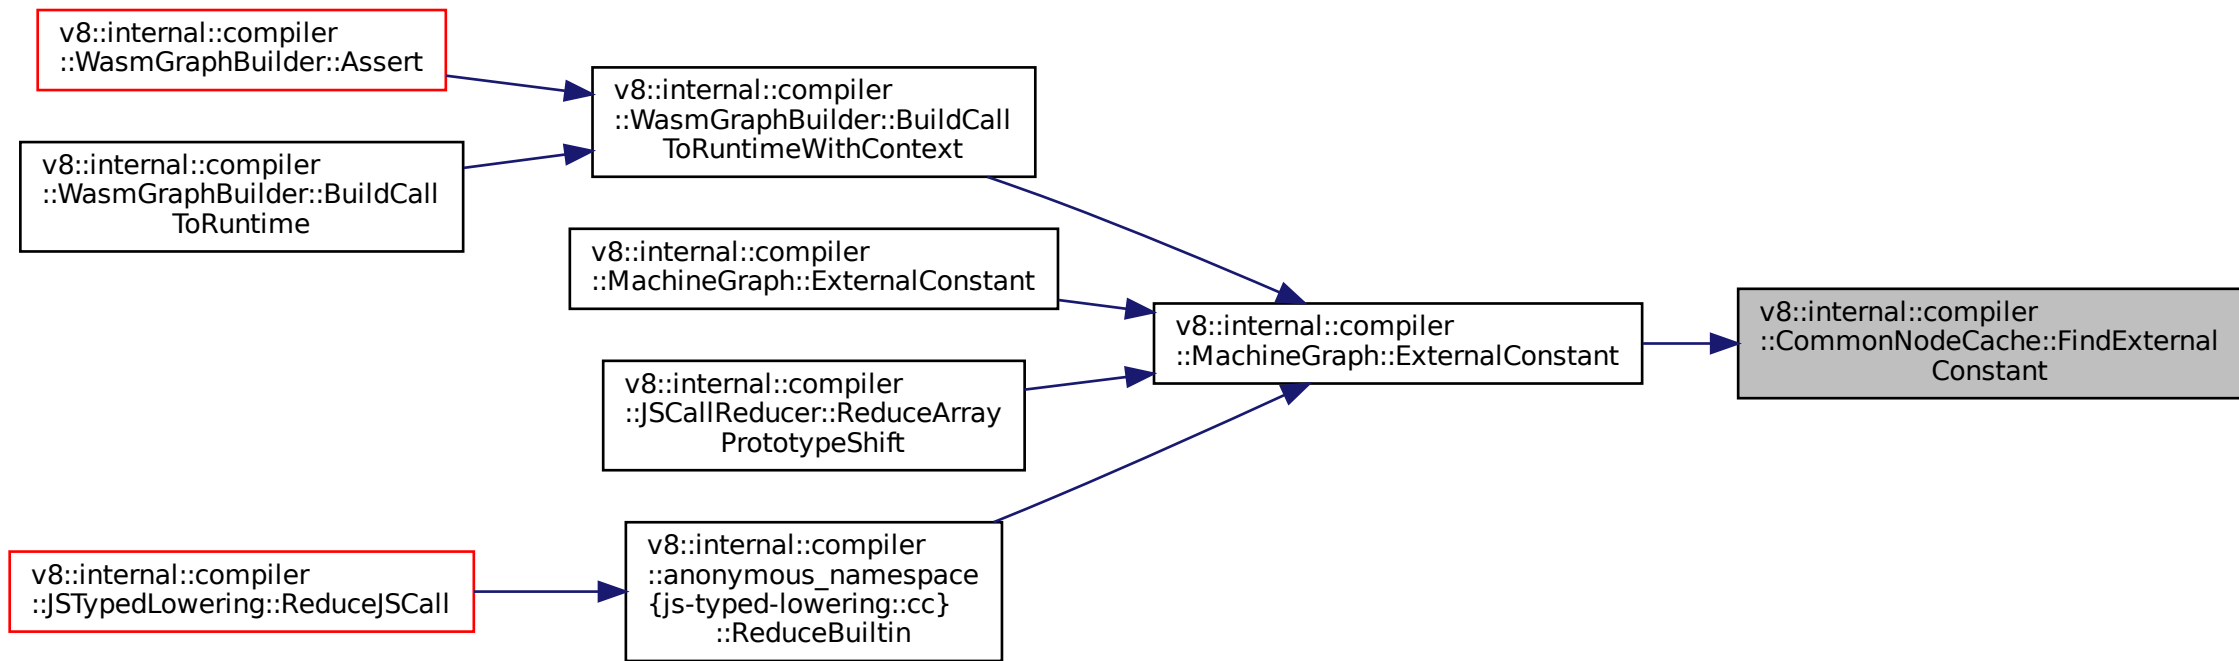 v8::internal::compiler
::WasmGraphBuilder::Assert
v8::internal::compiler
::WasmGraphBuilder::BuildCall
ToRuntime
v8::internal::compiler
::WasmGraphBuilder::BuildCall
ToRuntimeWithContext
v8::internal::compiler
::MachineGraph::ExternalConstant
v8::internal::compiler
::JSCallReducer::ReduceArray
PrototypeShift
v8::internal::compiler
::JSTypedLowering::ReduceJSCall
v8::internal::compiler
::anonymous_namespace
{js-typed-lowering::cc}
::ReduceBuiltin
v8::internal::compiler
::MachineGraph::ExternalConstant
v8::internal::compiler
::CommonNodeCache::FindExternal
Constant